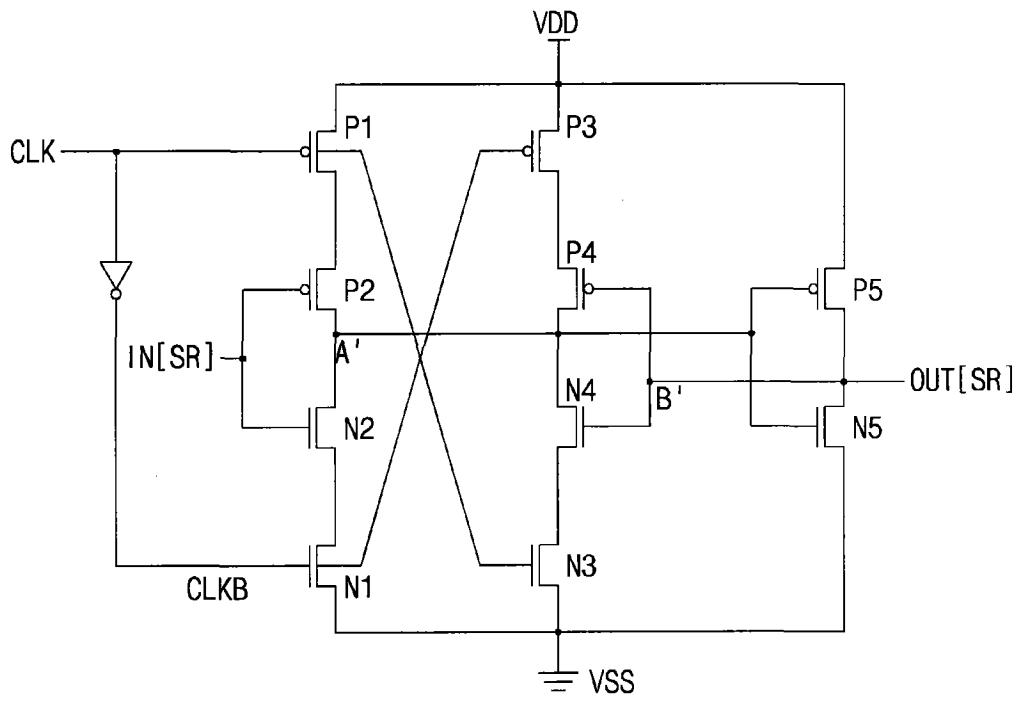 VDD
P1
P3
CLK
P4
P2
P5
IN[SR]
A'
OUT[SR]
B'
N4
N2
N5
CLKB
N1
N3
VSS